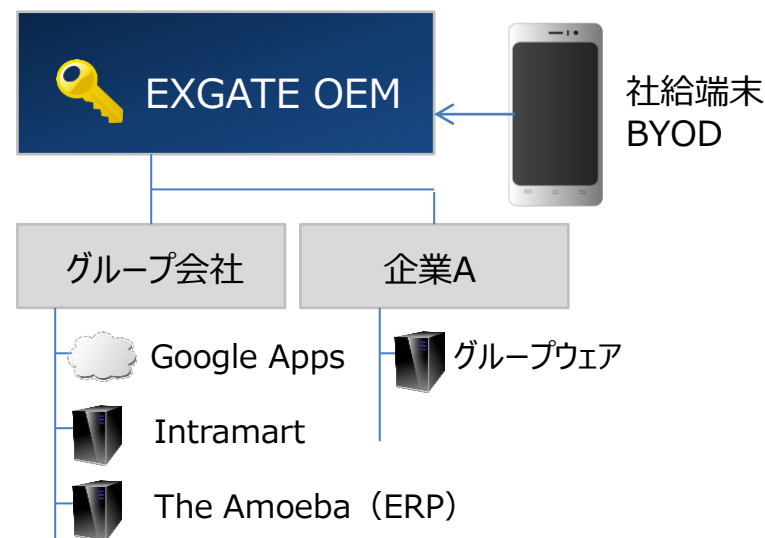 EXGATE OEM
社給端末
BYOD
グループ会社
企業A
Google Apps
グループウェア
Intramart
The Amoeba（ERP）